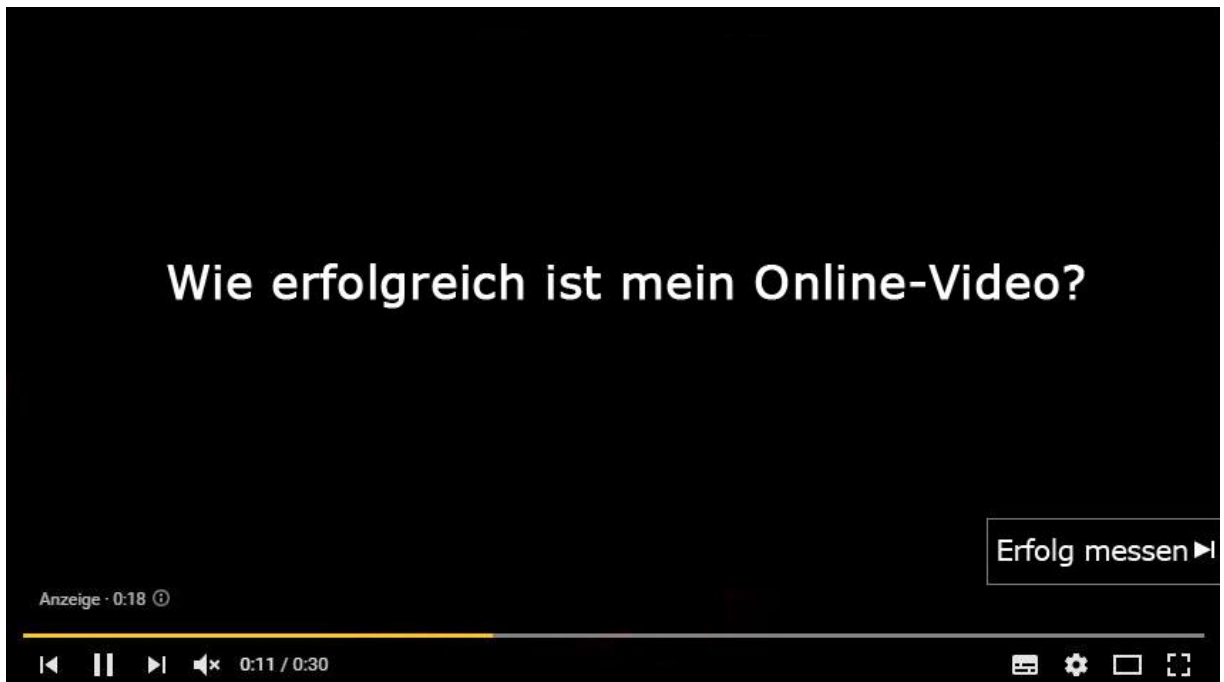 Wie erfolgreich ist mein Online-Video?
Erfolg messen
Anzeige · 0:18
0:11 / 0:30